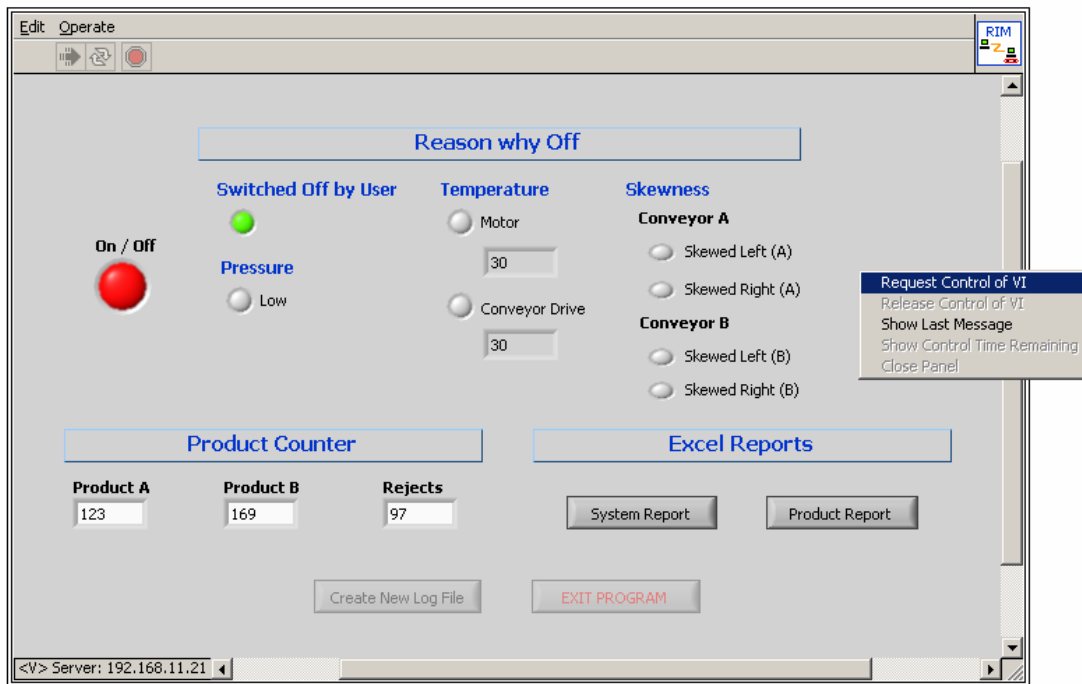 Edit Operate
RIM
Reason why Off
Switched Off by User
Temperature
Skewness
Motor
Conveyor A
On / Off
30
Skewed Left (A)
Pressure
Low
Skewed Right (A)
Conveyor Drive
Conveyor B
30
Skewed Left (B)
Skewed Right (B)
Request Control of VI
Release Control of VI
Show Last Message
Show Control Time Remaining
Close Panel
Product Counter
Excel Reports
Product A
Product B
Rejects
123
169
97
System Report
Product Report
Create New Log File
EXIT PROGRAM
<V> Server: 192.168.11.21